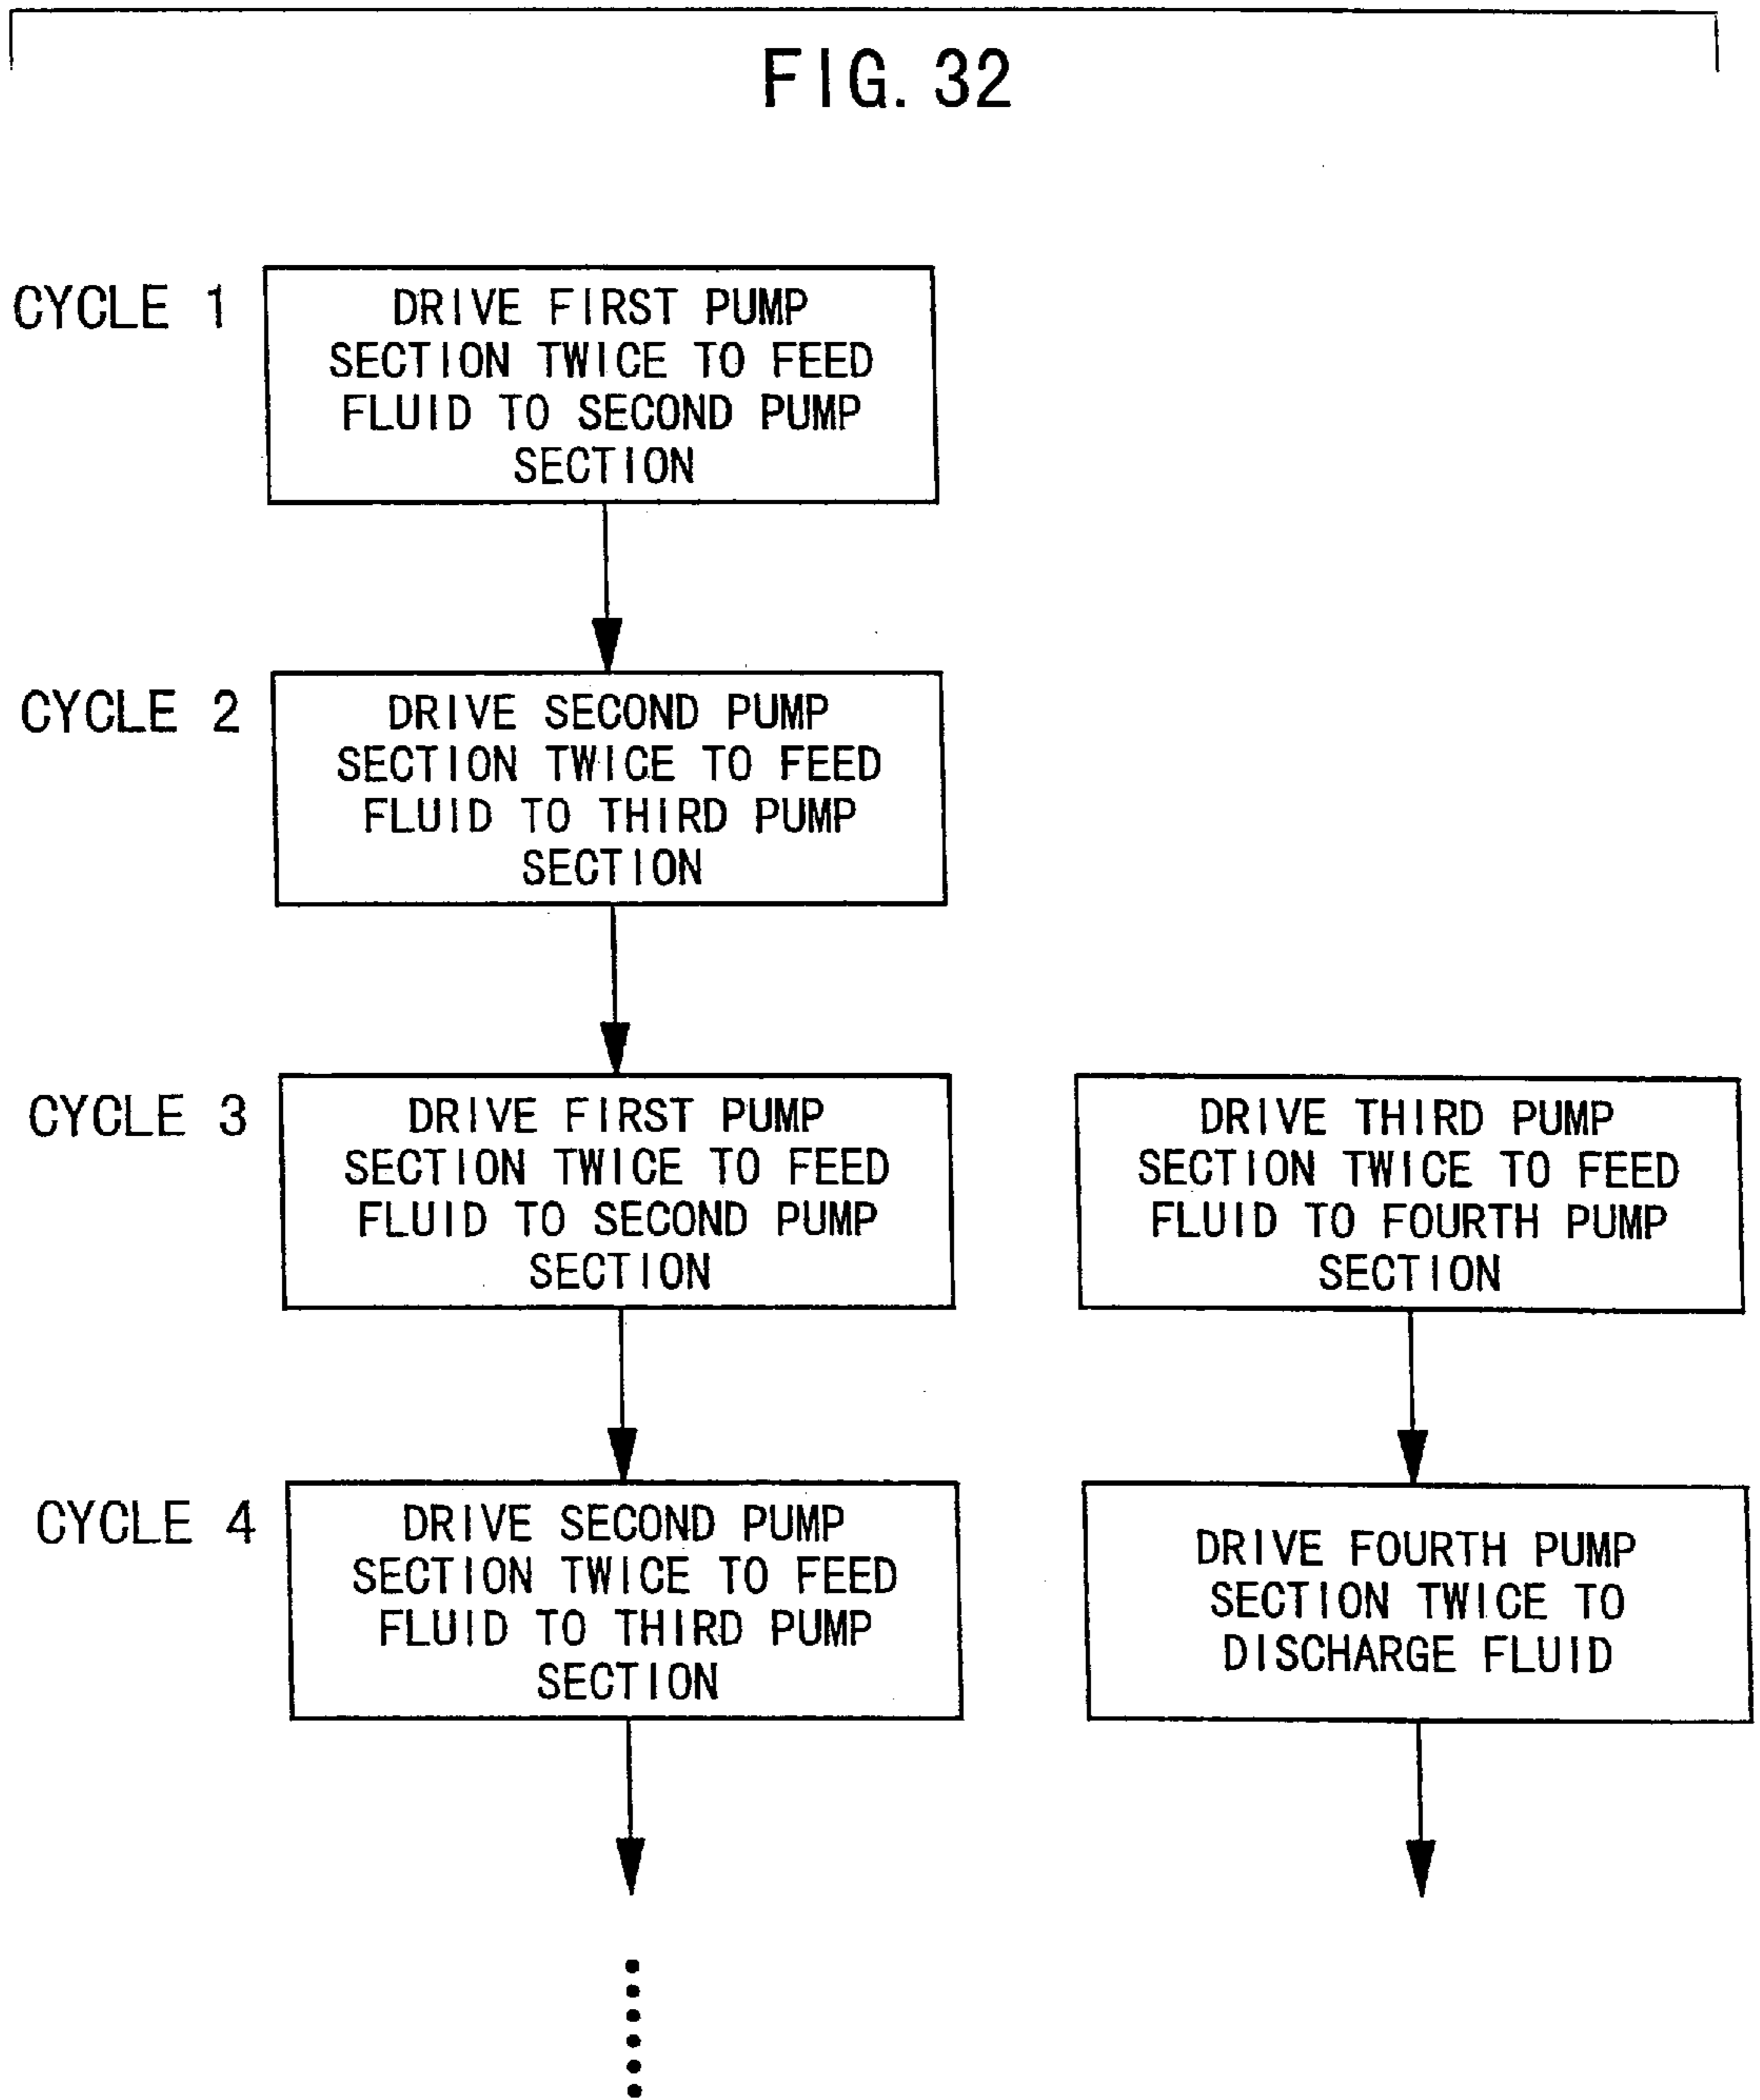 FIG. 32
CYCLE 1
DRIVE FIRST PUMP
SECTION TWICE TO FEED
FLUID TO SECOND PUMP
SECTION
CYCLE 2
DRIVE SECOND PUMP
SECTION TWICE TO FEED
FLUID TO THIRD PUMP
SECTION
CYCLE 3
DRIVE FIRST PUMP
SECTION TWICE TO FEED
FLUID TO SECOND PUMP
SECTION
DRIVE THIRD PUMP
SECTION TWICE TO FEED
FLUID TO FOURTH PUMP
SECTION
CYCLE 4
DRIVE SECOND PUMP
SECTION TWICE TO FEED
FLUID TO THIRD PUMP
SECTION
DRIVE FOURTH PUMP
SECTION TWICE TO
DISCHARGE FLUID